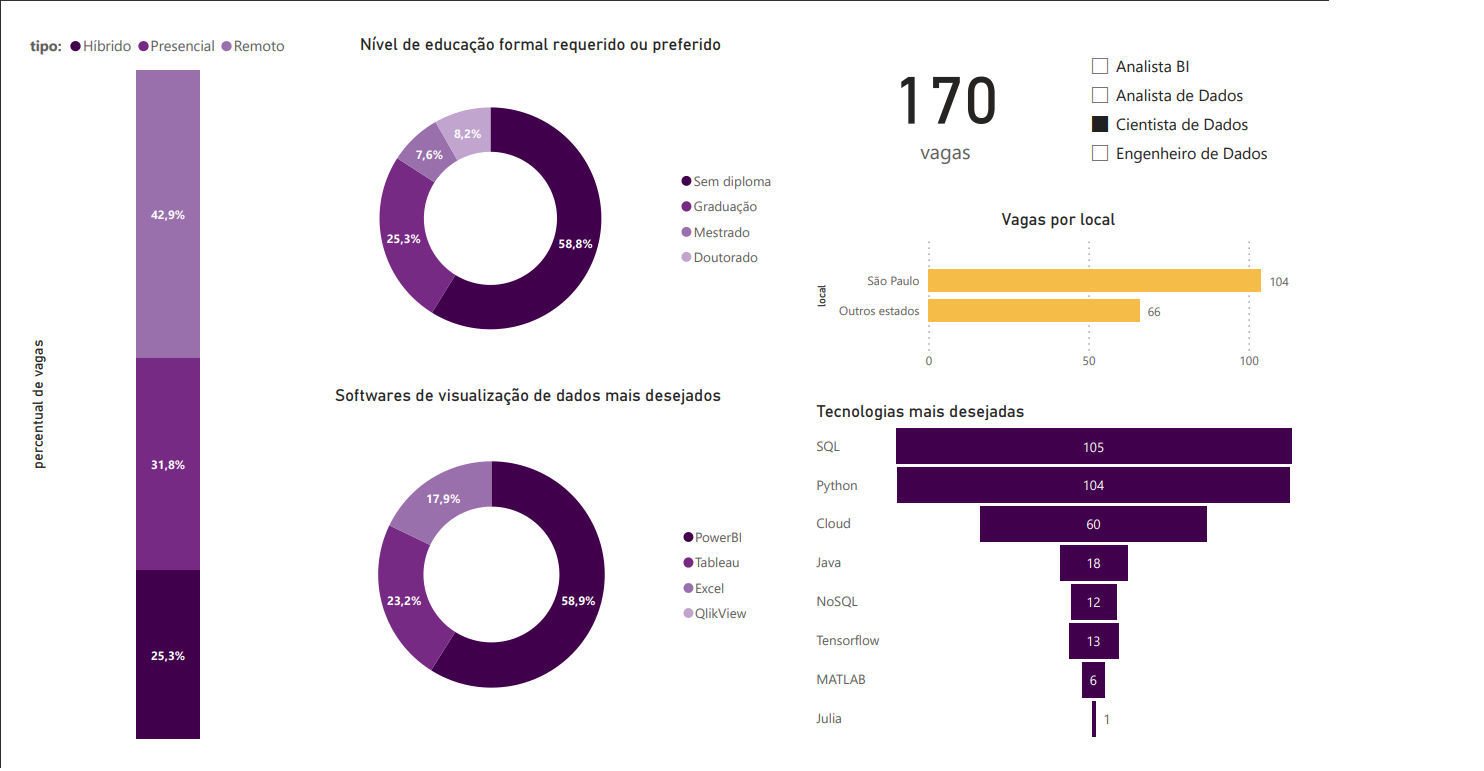 tipo: Híbrido Presencial Remoto
percentual de vagas
42,9%
31,8%
25,3%
Nível de educação formal requerido ou preferido
8,2%
7,6%
25,3%
58,8%
Sem diploma
Graduação
Mestrado
Doutorado
Softwares de visualização de dados mais desejados
17,9%
23,2%
58,9%
PowerBI
Tableau
Excel
QlikView
170
vagas
Analista BI
Analista de Dados
Cientista de Dados
Engenheiro de Dados
Vagas por local
local
São Paulo 104
Outros estados 66
0 50 100
Tecnologias mais desejadas
SQL 105
Python 104
Cloud 60
Java 18
NoSQL 12
Tensorflow 13
MATLAB 6
Julia 1